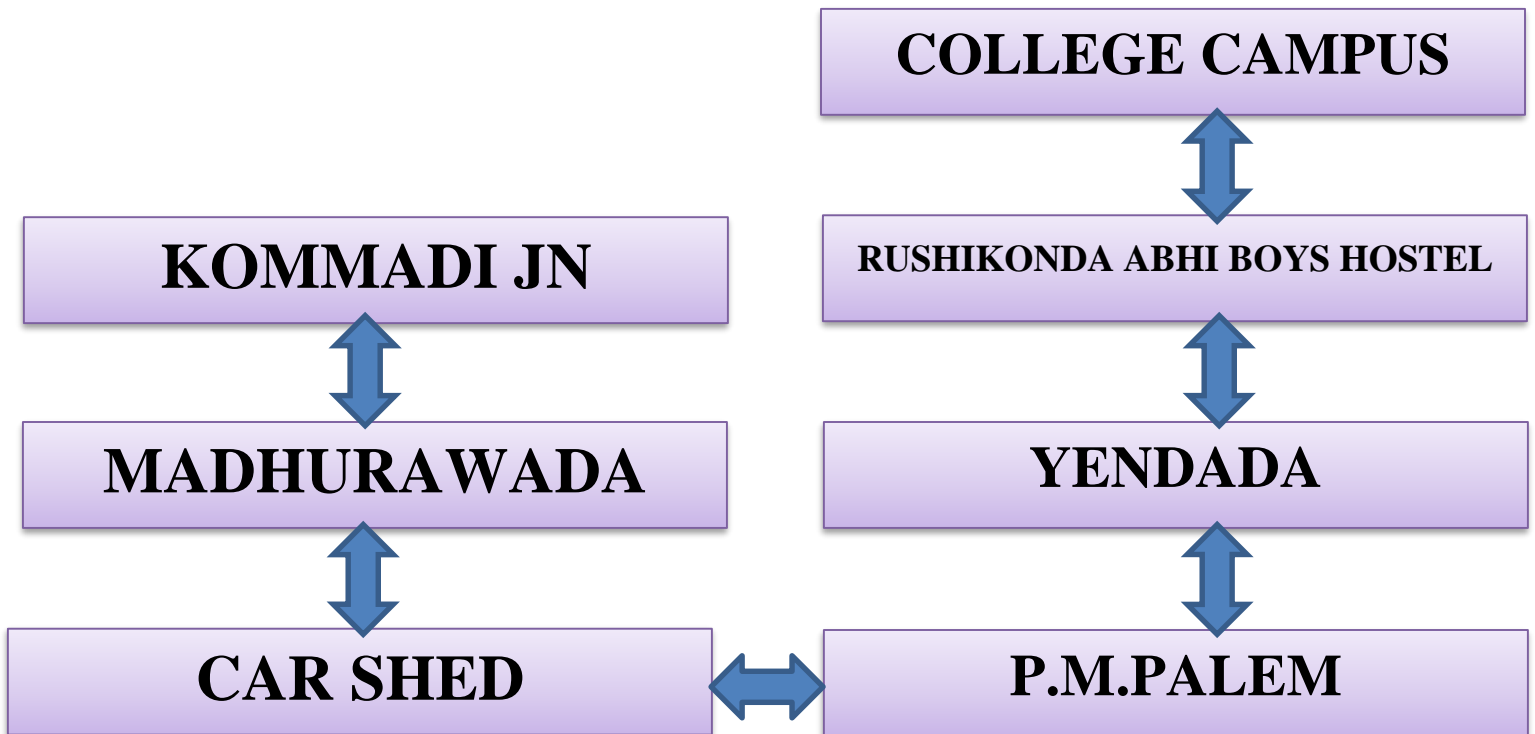 COLLEGE CAMPUS
KOMMADI JN
RUSHIKONDA ABHI BOYS HOSTEL
MADHURAWADA
YENDADA
CAR SHED
P.M.PALEM